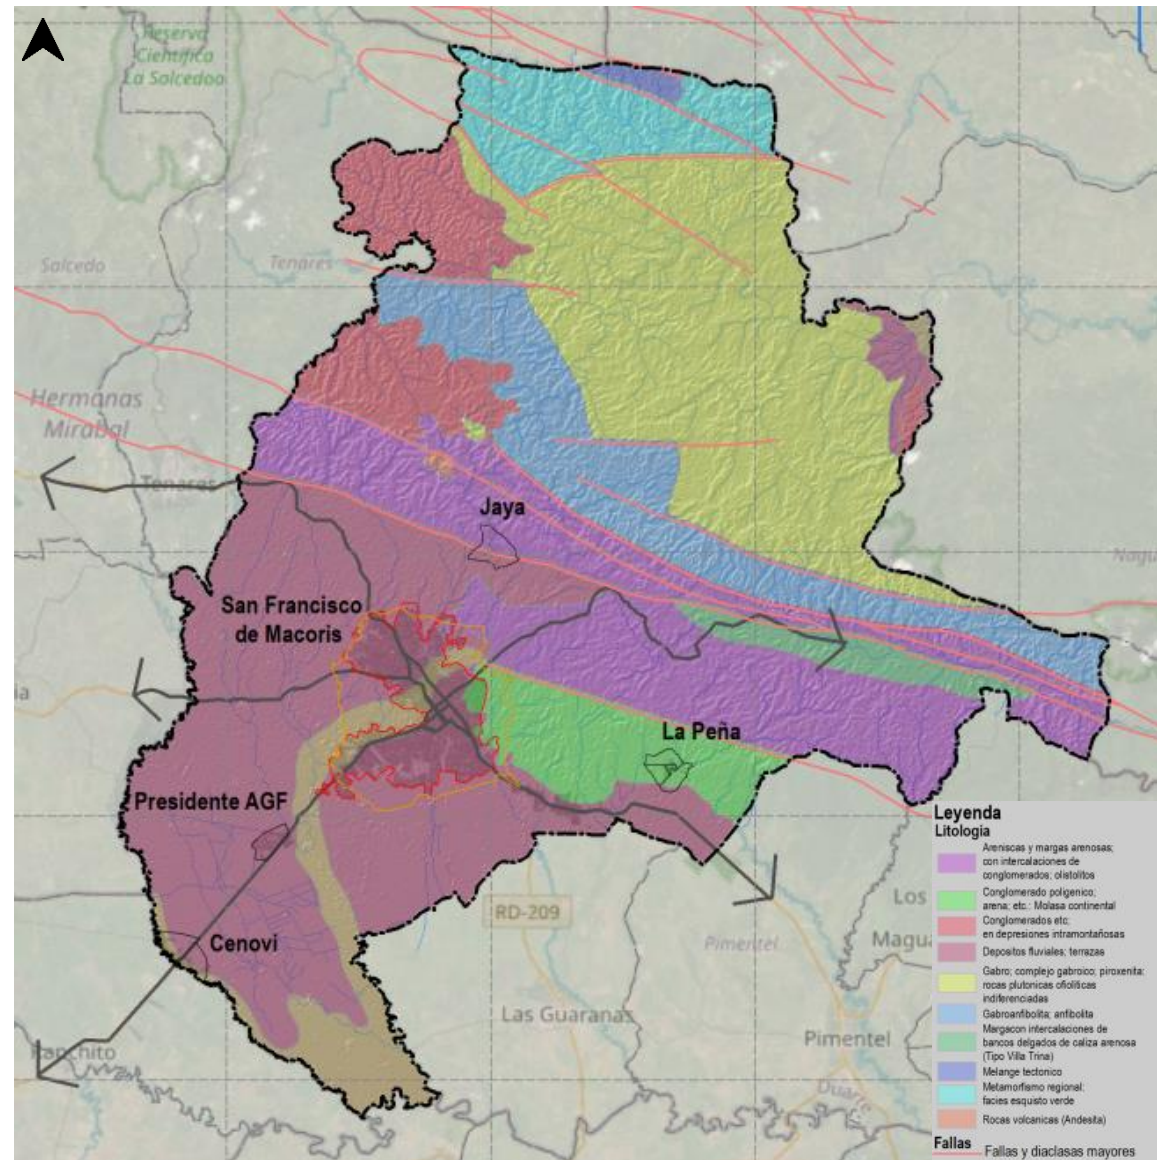 Reserva
Científica
La Salcedoa
Salcedo
Tenares
Hermanas
Mirabal
Tenares
Jaya
Nagu
San Francisco
de Macoris
ia
La Peña
Presidente AGF
RD-209
Los
Cenovi
Pimentel
Magua
Las Guaranas
Pimentel
Ranchito
Duarte
Leyenda
Litologia
Areniscas y margas arenosas;
con intercalaciones de
conglomerados; olistolitos
Conglomerado poligenico;
arena; etc.: Molasa continental
Conglomerados etc;
en depresiones intramontañosas
Depositos fluviales; terrazas
Gabro; complejo gabroico; piroxenita:
rocas plutonicas ofioliticas
indiferenciadas
Gabroanfibolita; anfibolita
Margacon intercalaciones de
bancos delgados de caliza arenosa
(Tipo Villa Trina)
Melange tectonico
Metamorfismo regional:
facies esquisto verde
Rocas volcanicas (Andesita)
Fallas
Fallas y diaclasas mayores